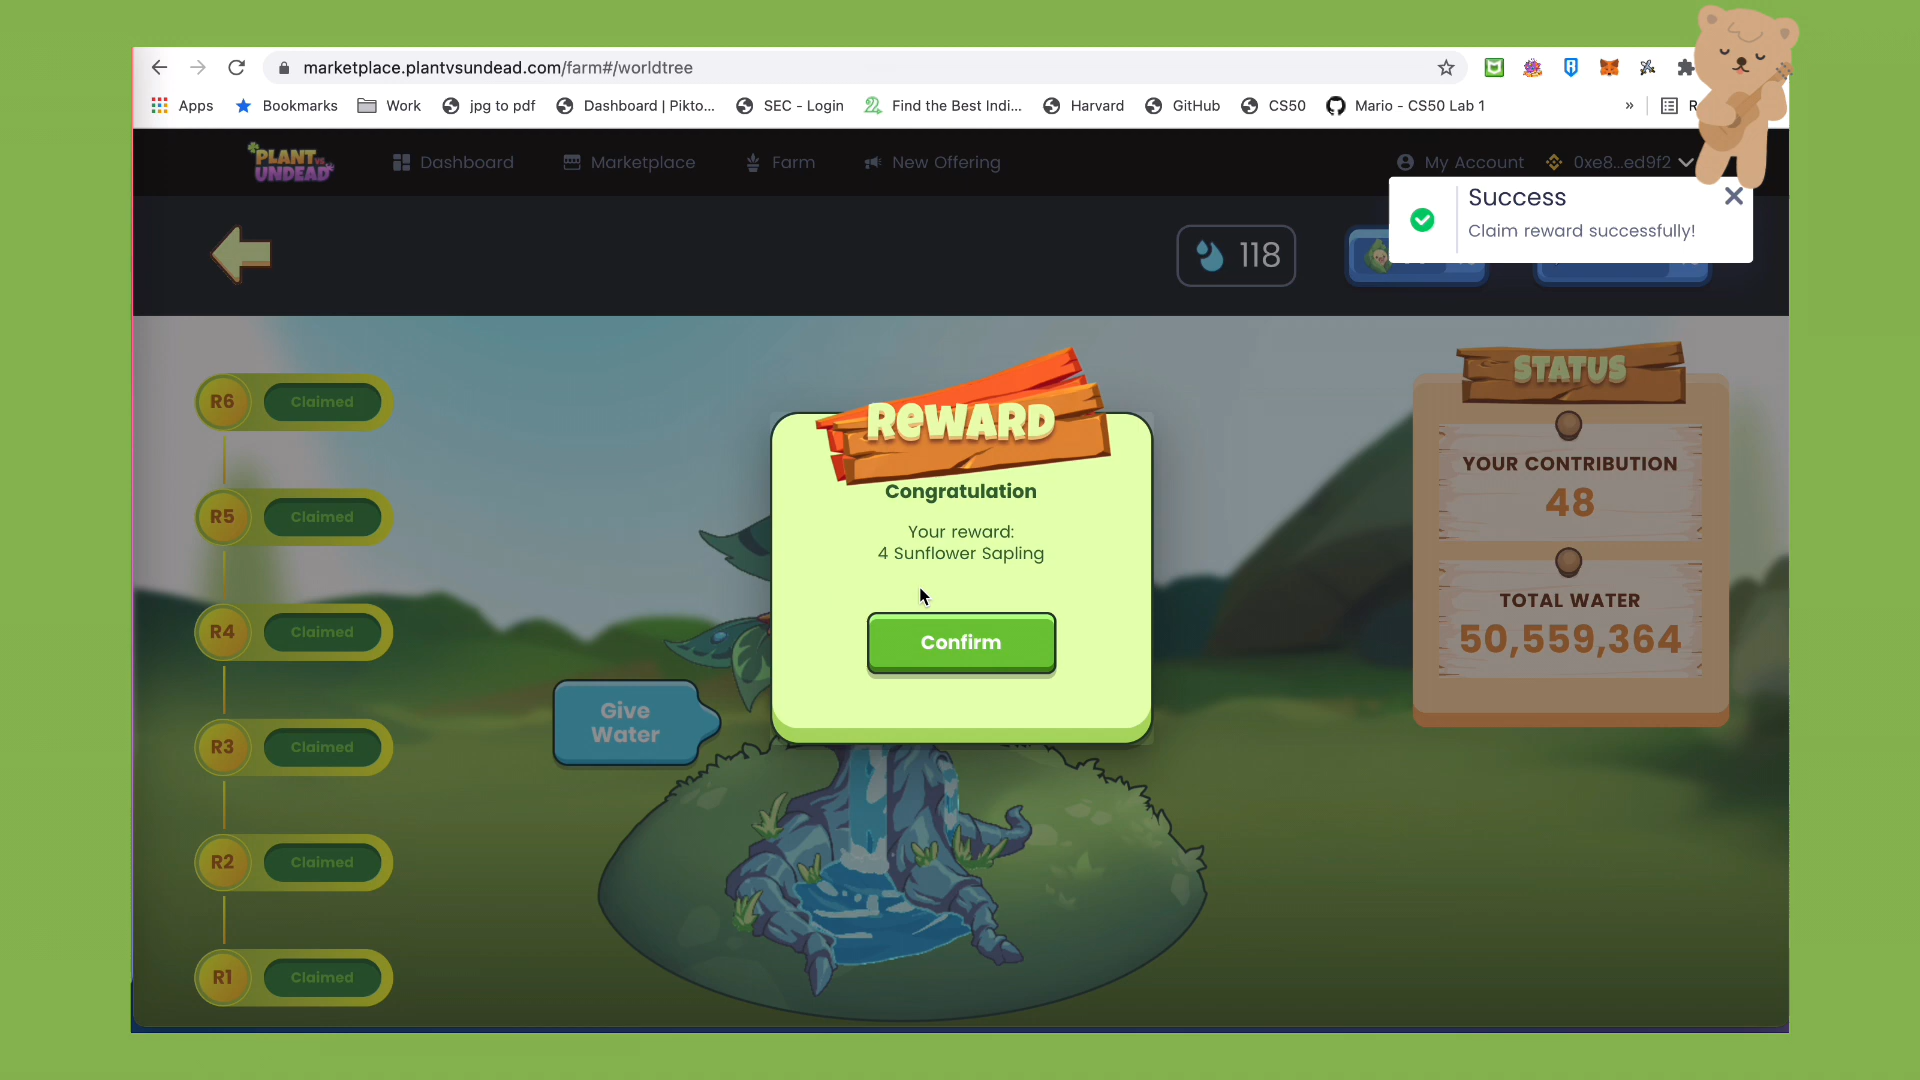 marketplace.plantvsundead.com/farm#/worldtree
Apps Bookmarks Work jpg to pdf Dashboard | Pikto... SEC - Login Find the Best Indi... Harvard GitHub CS50 Mario - CS50 Lab 1 » R
PLANT VS
UNDEAD
Dashboard Marketplace Farm New Offering My Account 0xe8...ed9f2
Success
Claim reward successfully!
118
R6 Claimed
R5 Claimed
R4 Claimed
R3 Claimed
R2 Claimed
R1 Claimed
Give
Water
REWARD
Congratulation
Your reward:
4 Sunflower Sapling
Confirm
STATUS
YOUR CONTRIBUTION
48
TOTAL WATER
50,559,364